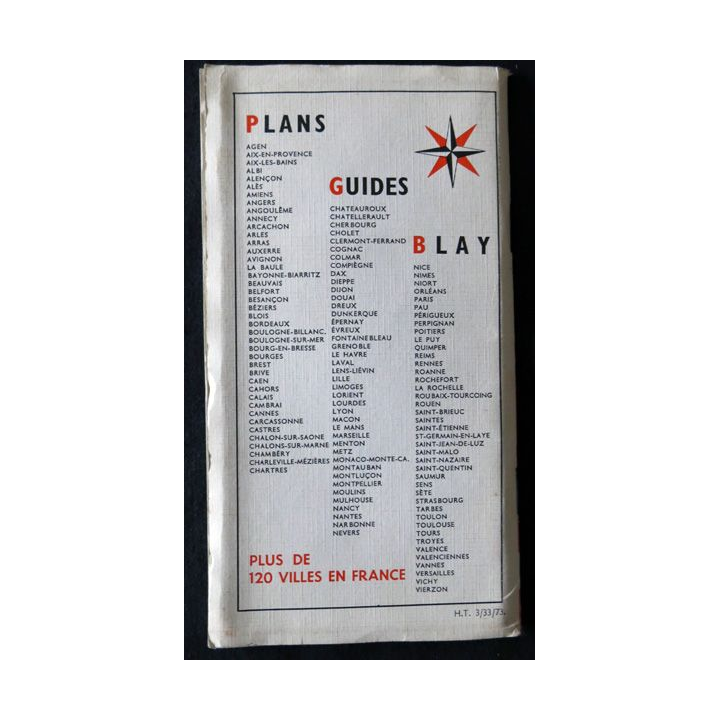 PLANS
AGEN
AIX-EN-PROVENCE
AIX-LES-BAINS
ALBI
ALENÇON
ALÈS
AMIENS
ANGERS
ANGOULÊME
ANNECY
ARCACHON
ARLES
ARRAS
AUXERRE
AVIGNON
LA BAULE
BAYONNE-BIARRITZ
BEAUVAIS
BELFORT
BESANÇON
BÉZIERS
BLOIS
BORDEAUX
BOULOGNE-BILLANC.
BOULOGNE-SUR-MER
BOURG-EN-BRESSE
BOURGES
BREST
BRIVE
CAEN
CAHORS
CALAIS
CAMBRAI
CANNES
CARCASSONNE
CASTRES
CHALON-SUR-SAONE
CHALONS-SUR-MARNE
CHAMBÉRY
CHARLEVILLE-MÉZIÈRES
CHARTRES
GUIDES
CHATEAUROUX
CHATELLERAULT
CHERBOURG
CHOLET
CLERMONT-FERRAND
COGNAC
COLMAR
COMPIÈGNE
DAX
DIEPPE
DIJON
DOUAI
DREUX
DUNKERQUE
ÉPERNAY
ÉVREUX
FONTAINEBLEAU
GRENOBLE
LE HAVRE
LAVAL
LENS-LIÉVIN
LILLE
LIMOGES
LORIENT
LOURDES
LYON
MACON
LE MANS
MARSEILLE
MENTON
METZ
MONACO-MONTE-CA.
MONTAUBAN
MONTLUÇON
MONTPELLIER
MOULINS
MULHOUSE
NANCY
NANTES
NARBONNE
NEVERS
BLAY
NICE
NIMES
NIORT
ORLÉANS
PARIS
PAU
PÉRIGUEUX
PERPIGNAN
POITIERS
LE PUY
QUIMPER
REIMS
RENNES
ROANNE
ROCHEFORT
LA ROCHELLE
ROUBAIX-TOURCOING
ROUEN
SAINT-BRIEUC
SAINTES
SAINT-ÉTIENNE
ST-GERMAIN-EN-LAYE
SAINT-JEAN-DE-LUZ
SAINT-MALO
SAINT-NAZAIRE
SAINT-QUENTIN
SAUMUR
SENS
SÈTE
STRASBOURG
TARBES
TOULON
TOULOUSE
TOURS
TROYES
VALENCE
VALENCIENNES
VANNES
VERSAILLES
VICHY
VIERZON
PLUS DE
120 VILLES EN FRANCE
H.T. 3/33/73.